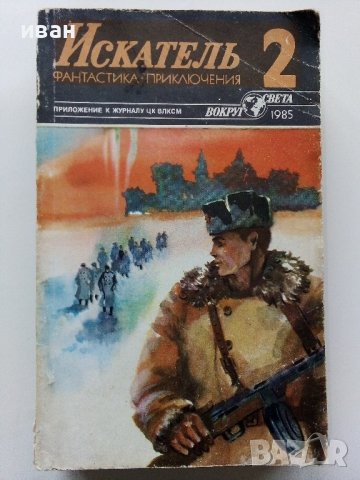 иван
Искатель 2
ФАНТАСТИКА • ПРИКЛЮЧЕНИЯ
ПРИЛОЖЕНИЕ К ЖУРНАЛУ ЦК ВЛКСМ
ВОКРУГ СВЕТА
1985
BAZAR